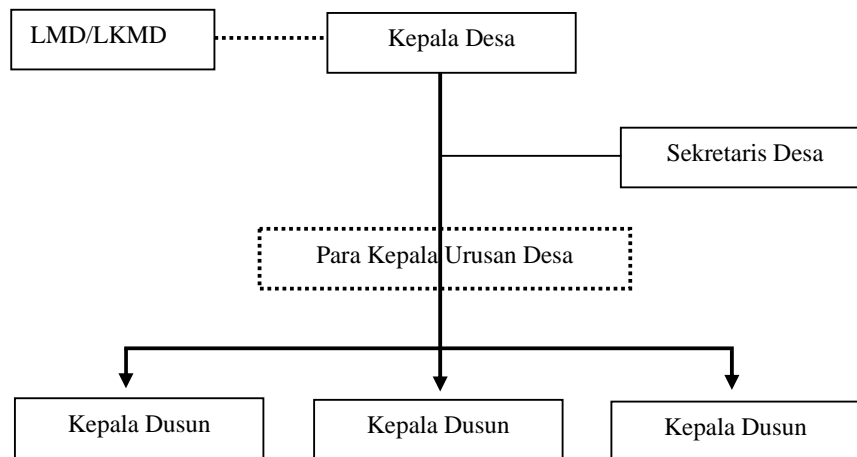 LMD/LKMD
Kepala Desa
Sekretaris Desa
Para Kepala Urusan Desa
Kepala Dusun
Kepala Dusun
Kepala Dusun